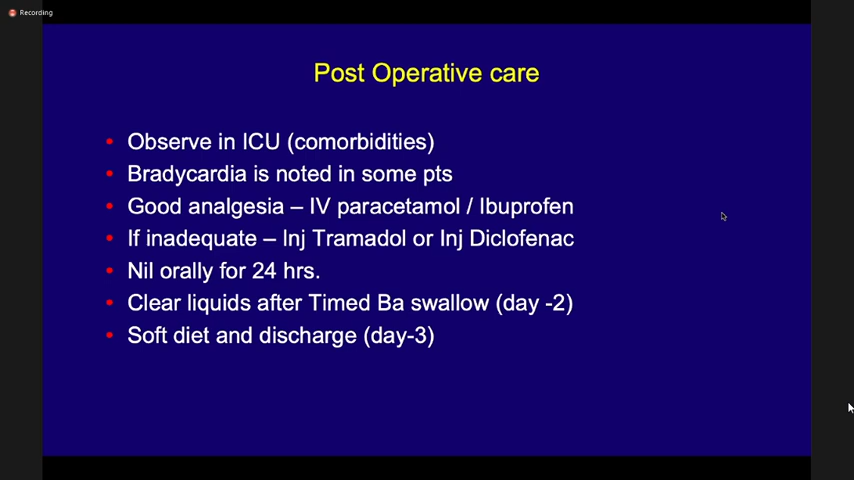 Recording
Post Operative care
• Observe in ICU (comorbidities)
• Bradycardia is noted in some pts
• Good analgesia – IV paracetamol / Ibuprofen
• If inadequate – Inj Tramadol or Inj Diclofenac
• Nil orally for 24 hrs.
• Clear liquids after Timed Ba swallow (day -2)
• Soft diet and discharge (day-3)